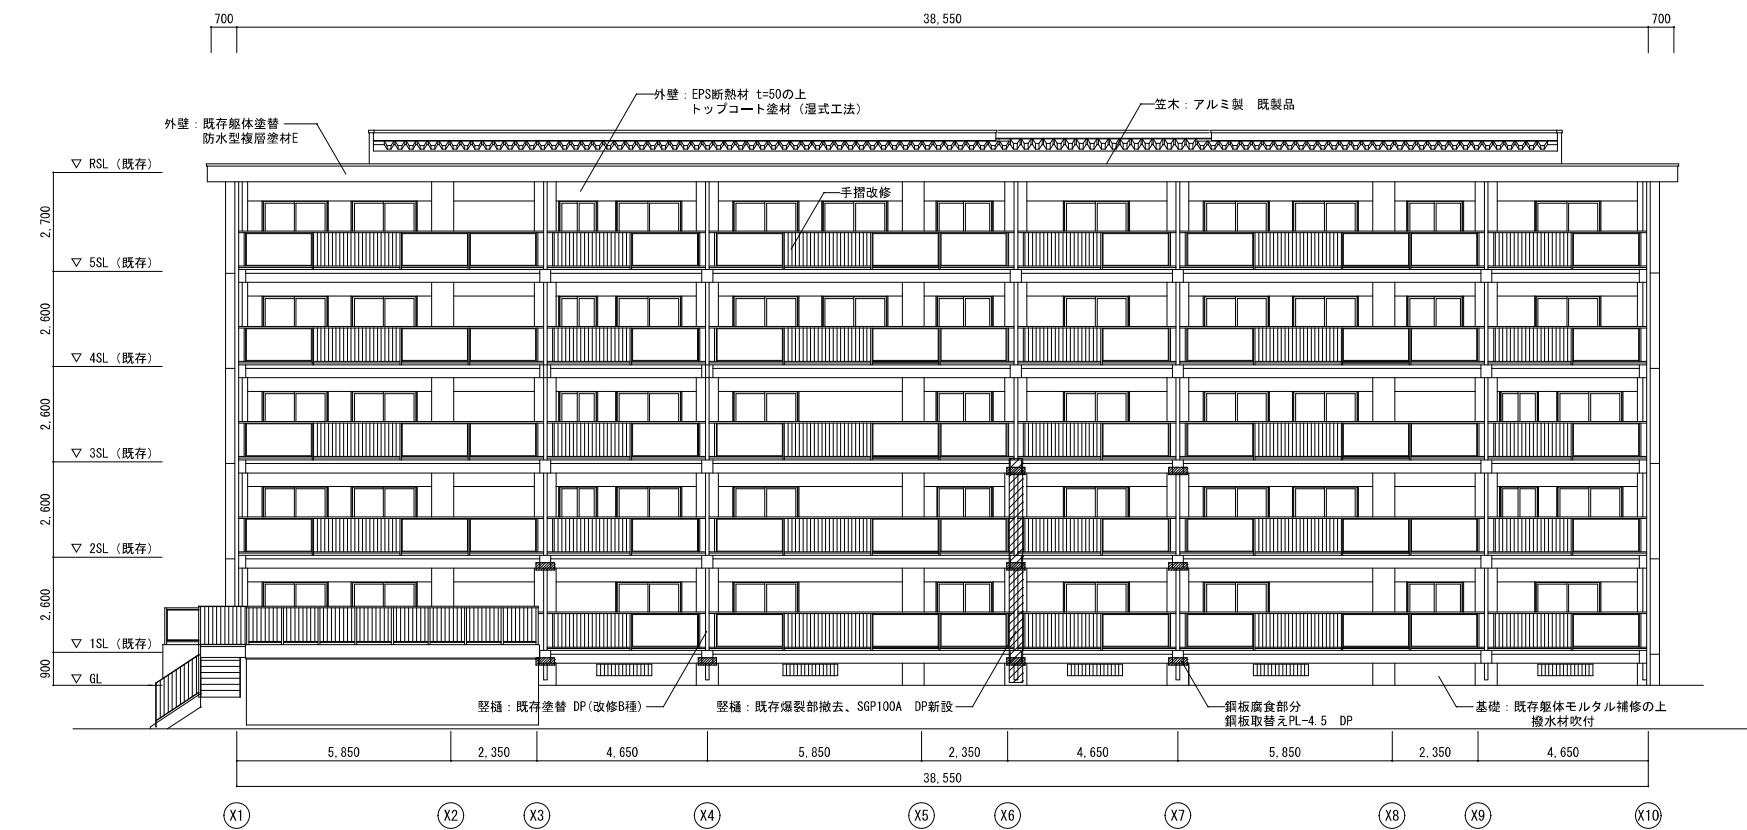 700
38,550
700
外壁：EPS断熱材 t=50の上
トップコート塗材（湿式工法）
笠木：アルミ製 既製品
外壁：既存躯体塗替
防水型複層塗材E
▽ RSL（既存）
手摺改修
2,700
▽ 5SL（既存）
2,600
▽ 4SL（既存）
2,600
▽ 3SL（既存）
2,600
▽ 2SL（既存）
2,600
▽ 1SL（既存）
900
▽ GL
竪樋：既存塗替 DP(改修B種)
竪樋：既存爆裂部撤去、SGP100A DP新設
鋼板腐食部分
鋼板取替えPL-4.5 DP
基礎：既存躯体モルタル補修の上
撥水材吹付
5,850
2,350
4,650
5,850
2,350
4,650
5,850
2,350
4,650
38,550
X1
X2
X3
X4
X5
X6
X7
X8
X9
X10